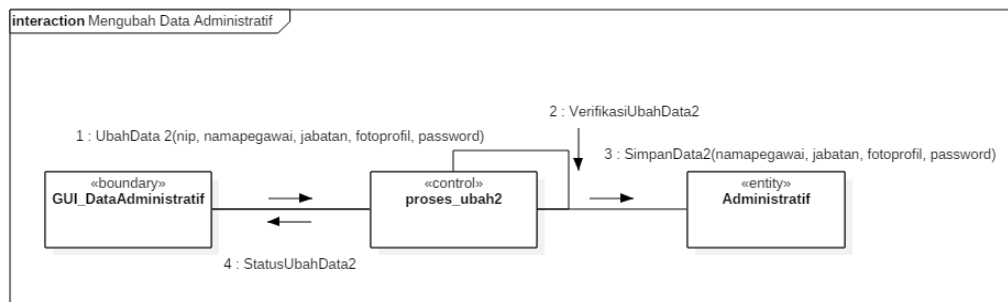 interaction Mengubah Data Administratif
2 : VerifikasiUbahData2
1 : UbahData 2(nip, namapegawai, jabatan, fotoprofil, password)
3 : SimpanData2(namapegawai, jabatan, fotoprofil, password)
«boundary»
GUI_DataAdministratif
«control»
proses_ubah2
«entity»
Administratif
4 : StatusUbahData2